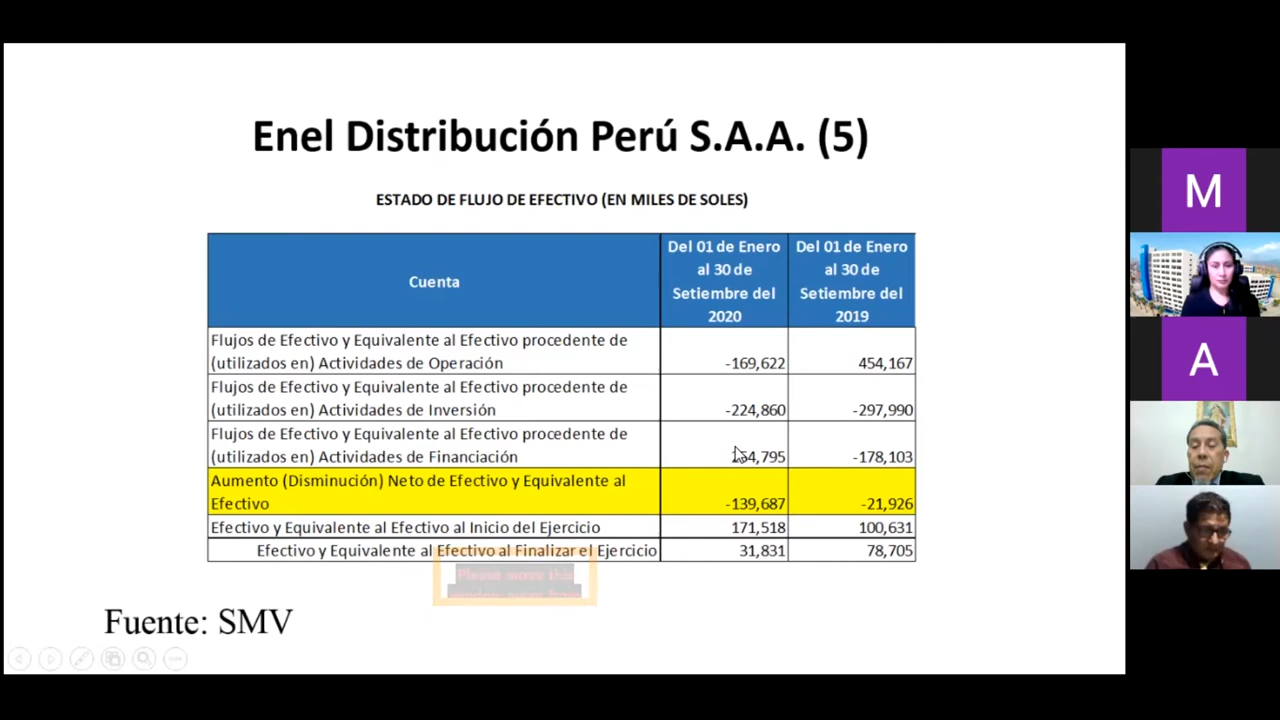 Enel Distribución Perú S.A.A. (5)
ESTADO DE FLUJO DE EFECTIVO (EN MILES DE SOLES)
Cuenta
Del 01 de Enero
al 30 de
Setiembre del
2020
Del 01 de Enero
al 30 de
Setiembre del
2019
Flujos de Efectivo y Equivalente al Efectivo procedente de
(utilizados en) Actividades de Operación
-169,622
454,167
Flujos de Efectivo y Equivalente al Efectivo procedente de
(utilizados en) Actividades de Inversión
-224,860
-297,990
Flujos de Efectivo y Equivalente al Efectivo procedente de
(utilizados en) Actividades de Financiación
-178,103
Aumento (Disminución) Neto de Efectivo y Equivalente al
Efectivo
-139,687
-21,926
Efectivo y Equivalente al Efectivo al Inicio del Ejercicio
171,518
100,631
Efectivo y Equivalente al Efectivo al Finalizar el Ejercicio
31,831
78,705
Please move this
Fuente: SMV
M
A